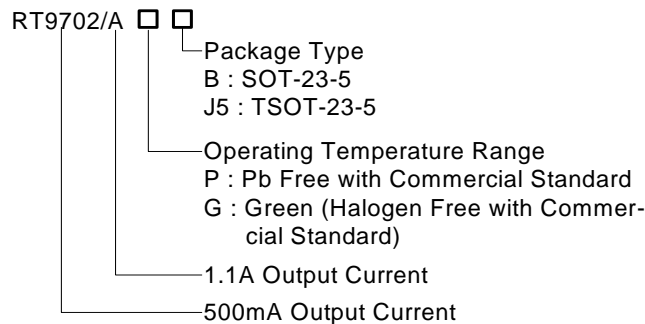 RT9702/A
Package Type
B : SOT-23-5
J5 : TSOT-23-5
Operating Temperature Range
P : Pb Free with Commercial Standard
G : Green (Halogen Free with Commer-
cial Standard)
1.1A Output Current
500mA Output Current